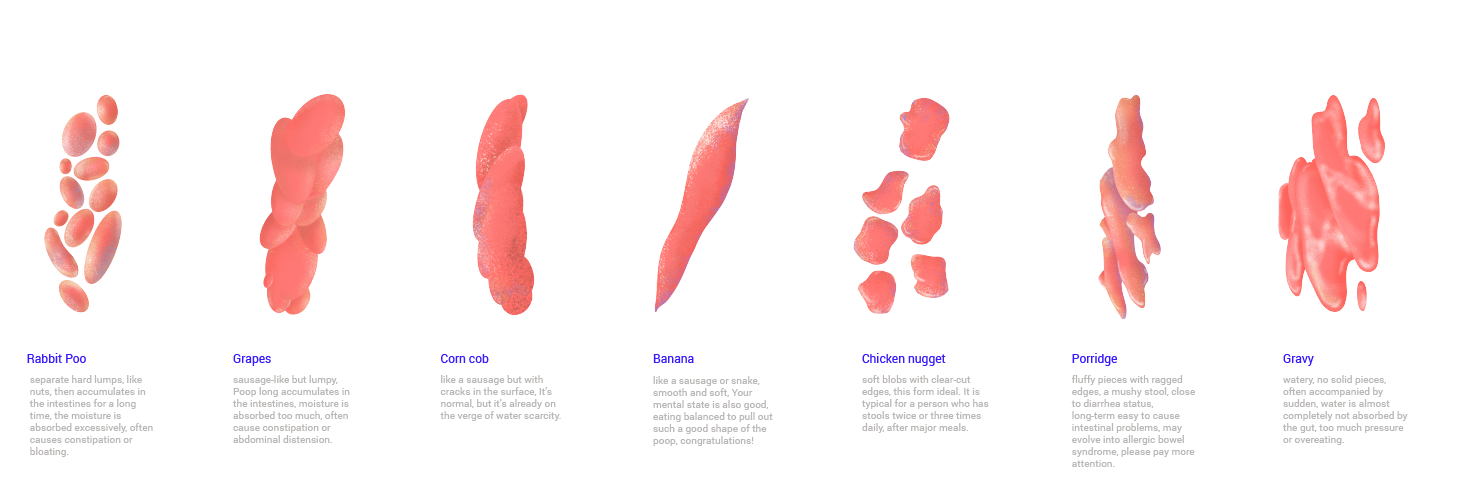 Rabbit Poo
separate hard lumps, like
nuts, then accumulates in
the intestines for a long
time, the moisture is
absorbed excessively, often
causes constipation or
bloating.
Grapes
sausage-like but lumpy,
Poop long accumulates in
the intestines, moisture is
absorbed too much, often
cause constipation or
abdominal distension.
Corn cob
like a sausage but with
cracks in the surface, It's
normal, but it's already on
the verge of water scarcity.
Banana
like a sausage or snake,
smooth and soft, Your
mental state is also good,
eating balanced to pull out
such a good shape of the
poop, congratulations!
Chicken nugget
soft blobs with clear-cut
edges, this form ideal. It is
typical for a person who has
stools twice or three times
daily, after major meals.
Porridge
fluffy pieces with ragged
edges, a mushy stool, close
to diarrhea status,
long-term easy to cause
intestinal problems, may
evolve into allergic bowel
syndrome, please pay more
attention.
Gravy
watery, no solid pieces,
often accompanied by
sudden, water is almost
completely not absorbed by
the gut, too much pressure
or overeating.